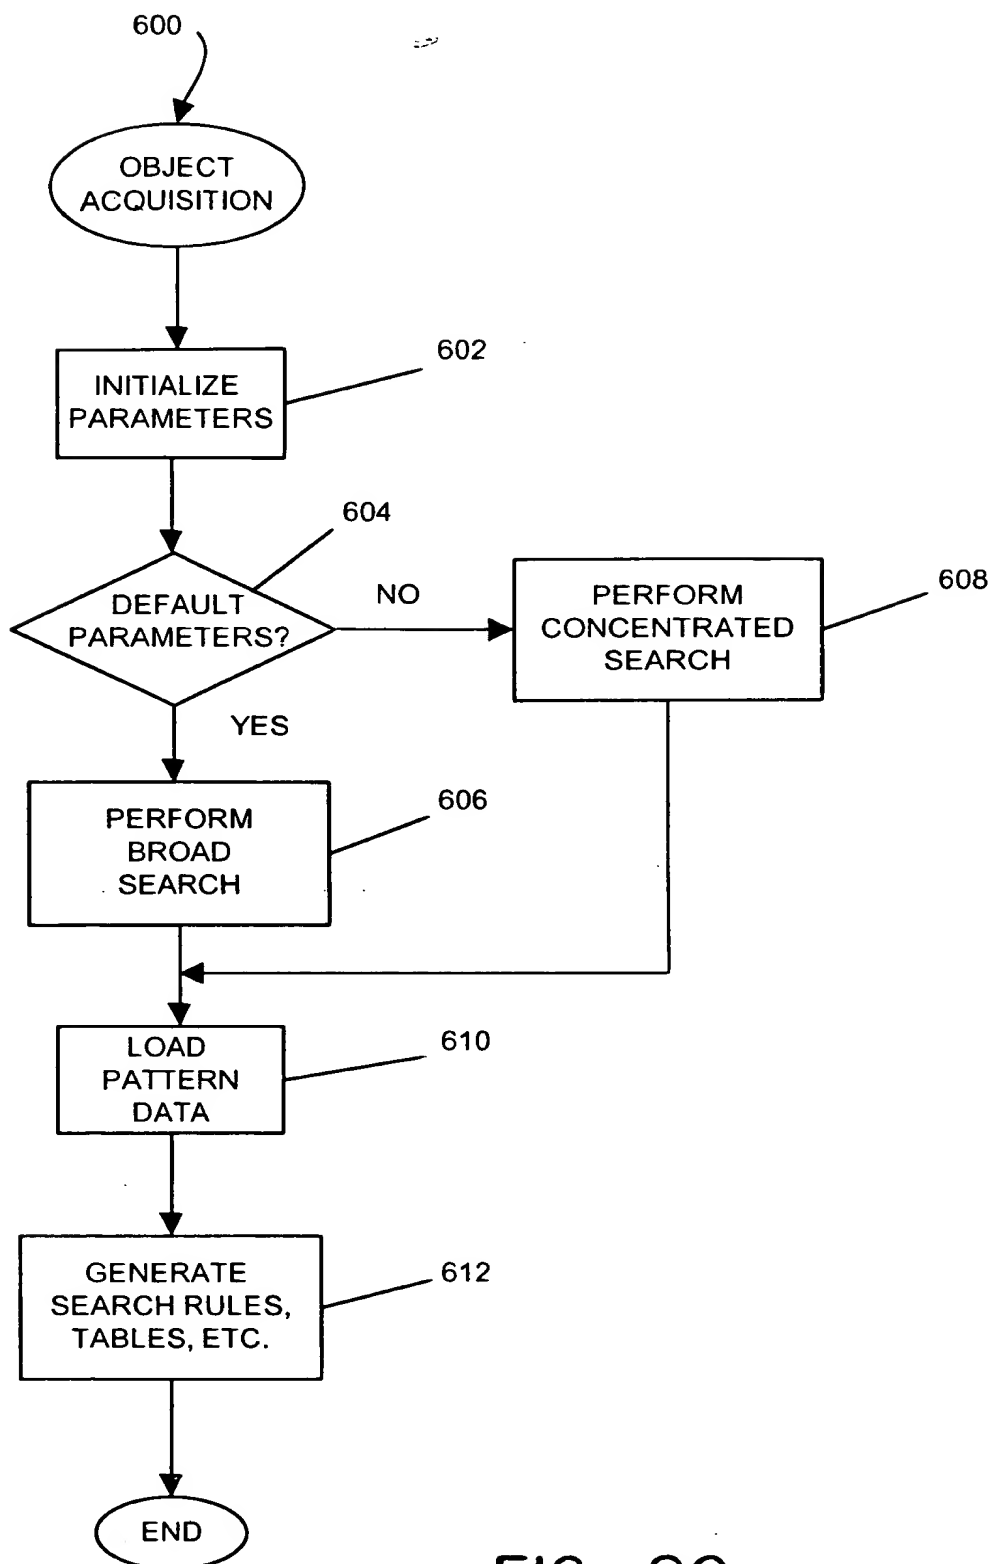 600
OBJECT
ACQUISITION
602
INITIALIZE
PARAMETERS
604
DEFAULT
PARAMETERS?
NO
PERFORM
CONCENTRATED
SEARCH
608
YES
PERFORM
BROAD
SEARCH
606
LOAD
PATTERN
DATA
610
GENERATE
SEARCH RULES,
TABLES, ETC.
612
END
FIG.